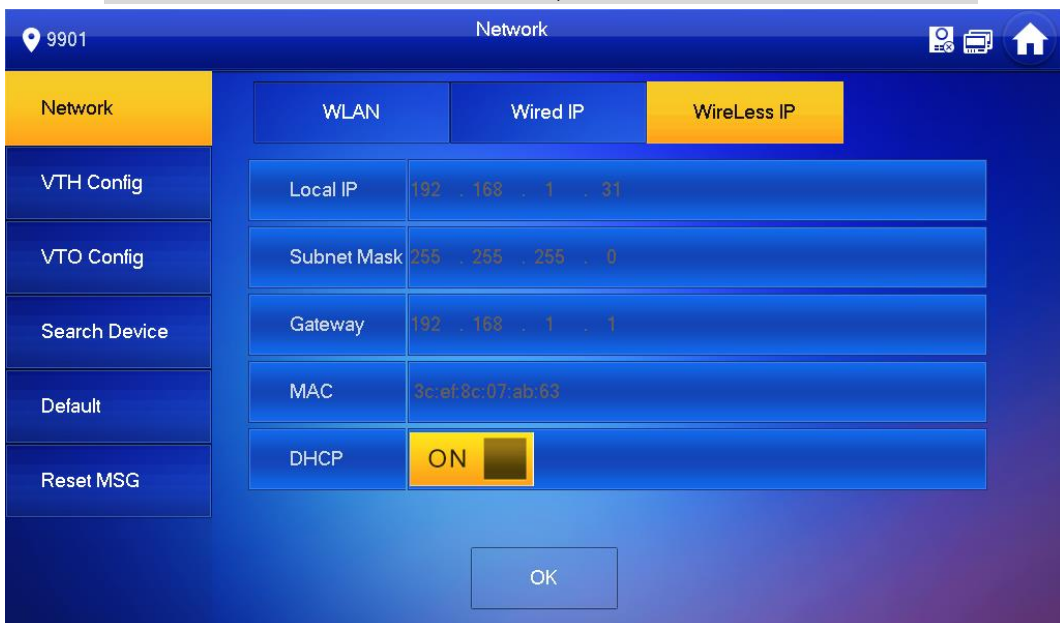 Network
9901
Network
WLAN
Wired IP
WireLess IP
VTH Config
Local IP 192 . 168 . 1 . 31
VTO Config
Subnet Mask 255 . 255 . 255 . 0
Search Device
Gateway 192 . 168 . 1 . 1
Default
MAC 3c:ef:8c:07:ab:63
Reset MSG
DHCP ON
OK